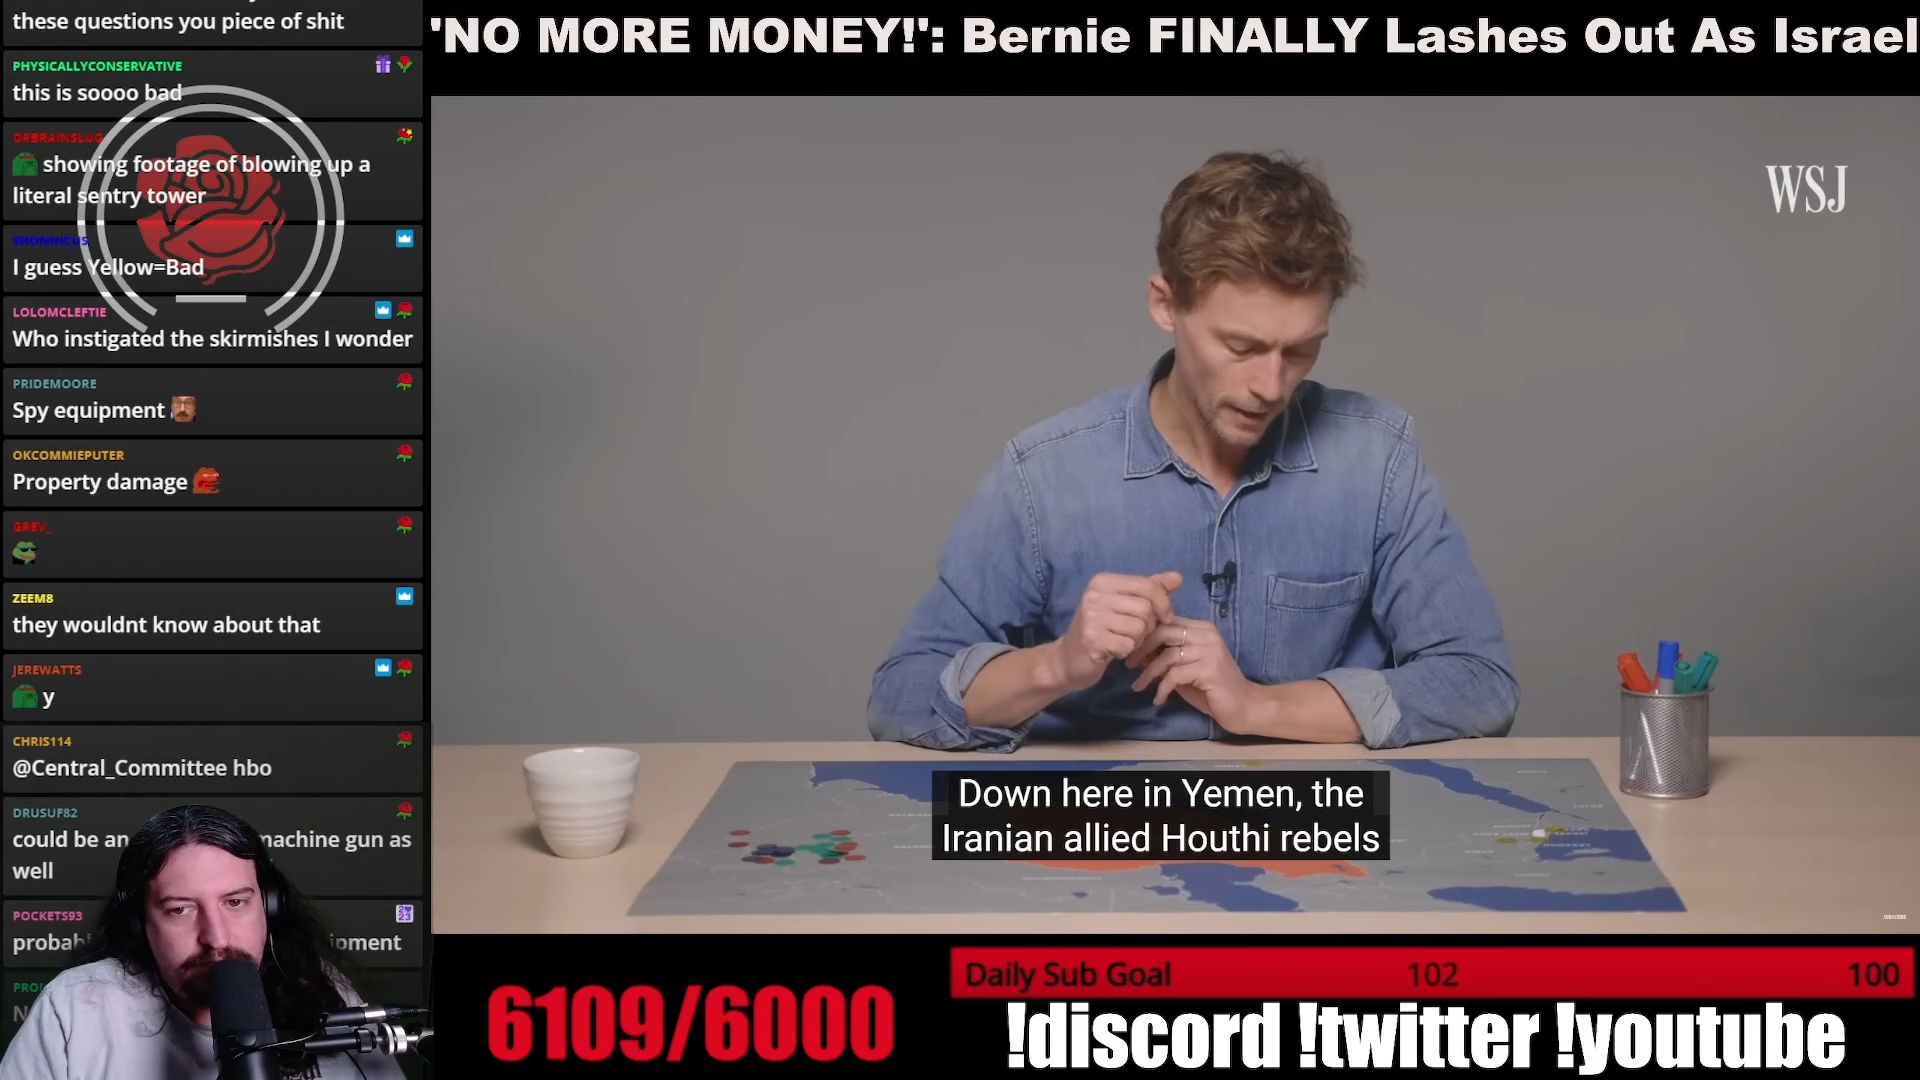 these questions you piece of shit
PHYSICALLYCONSERVATIVE
this is soooo bad
DRBRAINSLUG
showing footage of blowing up a
literal sentry tower
SHONNICUS
I guess Yellow=Bad
LOLOMCLEFTIE
Who instigated the skirmishes I wonder
PRIDEMOORE
Spy equipment
OKCOMMIEPUTER
Property damage
GREV_
ZEEM8
they wouldnt know about that
JEREWATTS
y
CHRIS114
@Central_Committee hbo
DRUSUF82
could be an machine gun as
well
POCKETS93
'NO MORE MONEY!': Bernie FINALLY Lashes Out As Israel
WSJ
Down here in Yemen, the
Iranian allied Houthi rebels
SUBSCRIBE
Daily Sub Goal 102 100
6109/6000
!discord !twitter !youtube